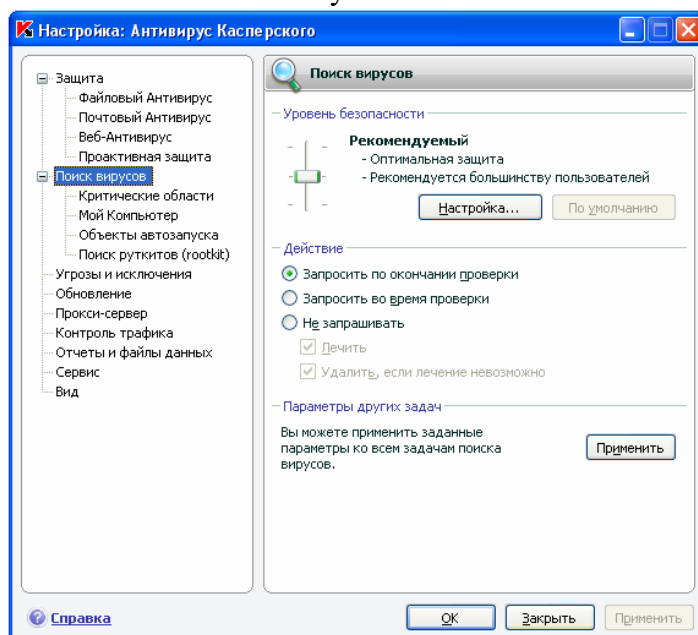 Настройка: Антивирус Касперского
Защита
Файловый Антивирус
Почтовый Антивирус
Веб-Антивирус
Проактивная защита
Поиск вирусов
Критические области
Мой Компьютер
Объекты автозапуска
Поиск руткитов (rootkit)
Угрозы и исключения
Обновление
Прокси-сервер
Контроль трафика
Отчеты и файлы данных
Сервис
Вид
Поиск вирусов
Уровень безопасности
Рекомендуемый
- Оптимальная защита
- Рекомендуется большинству пользователей
Настройка... По умолчанию
Действие
Запросить по окончании проверки
Запросить во время проверки
Не запрашивать
Лечить
Удалить, если лечение невозможно
Параметры других задач
Вы можете применить заданные
параметры ко всем задачам поиска
вирусов.
Применить
Справка
ОК Закрыть Применить